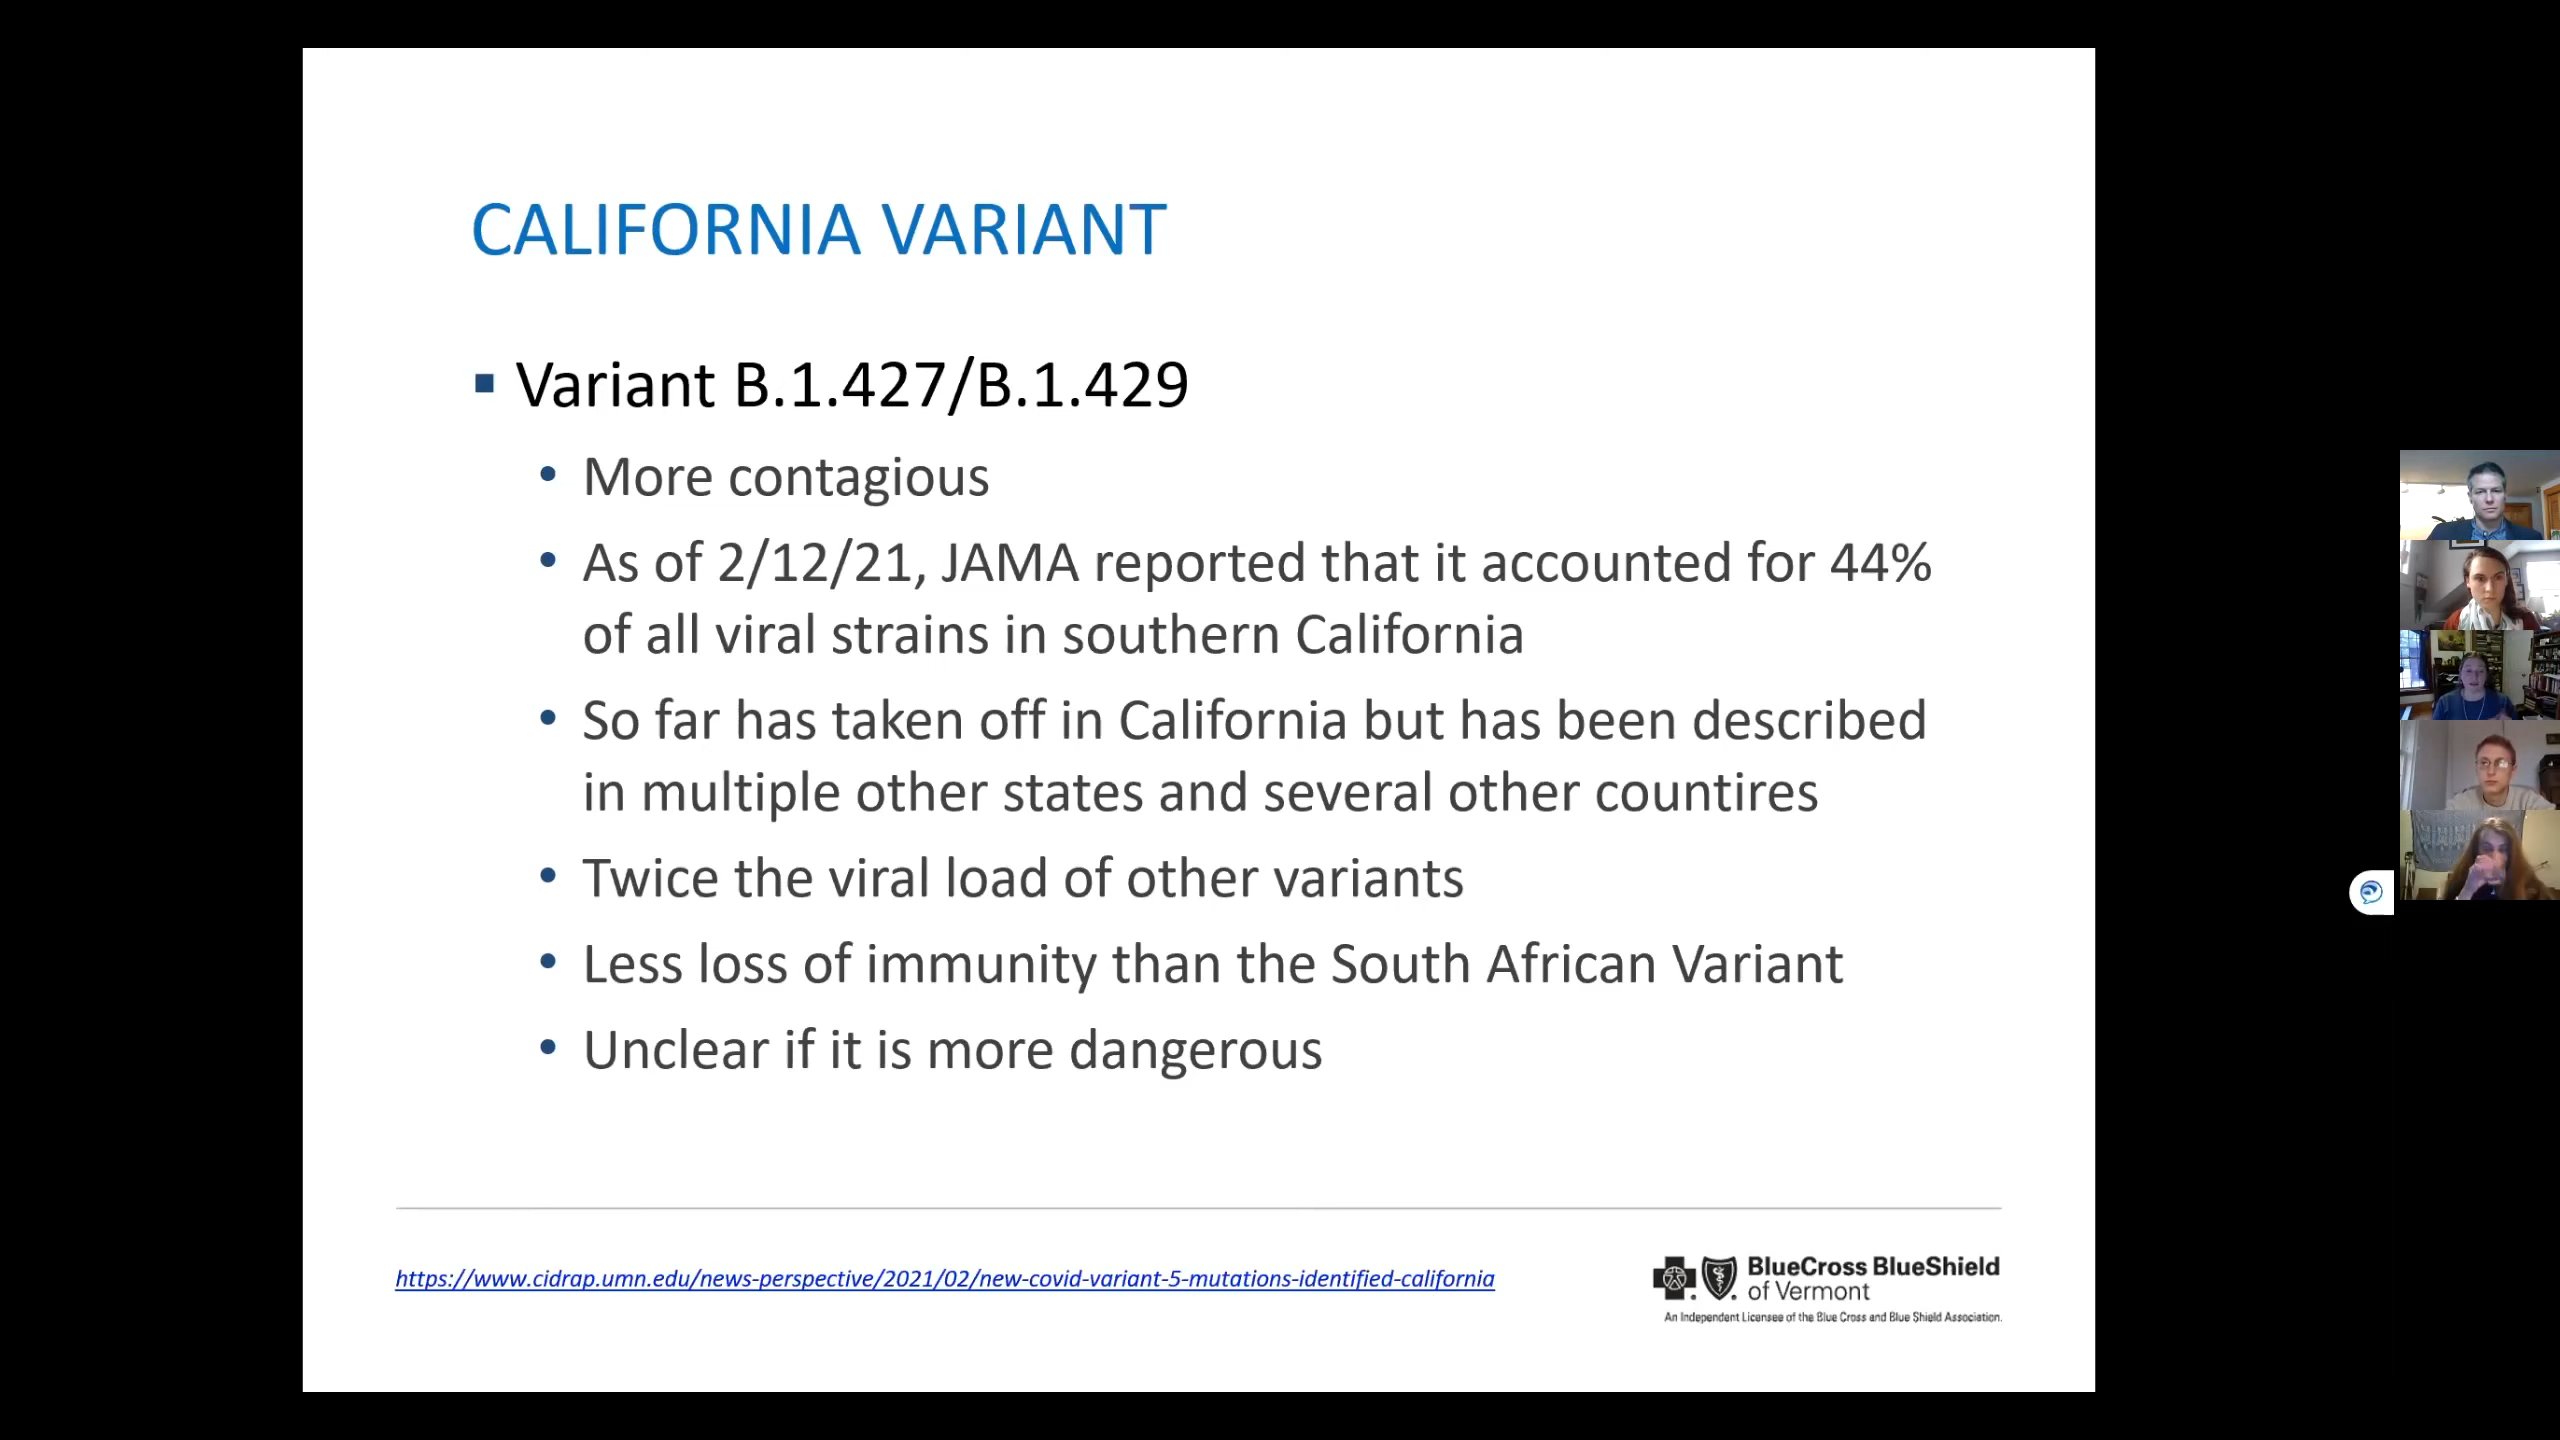 CALIFORNIA VARIANT
▪ Variant B.1.427/B.1.429
• More contagious
• As of 2/12/21, JAMA reported that it accounted for 44%
of all viral strains in southern California
• So far has taken off in California but has been described
in multiple other states and several other countires
• Twice the viral load of other variants
• Less loss of immunity than the South African Variant
• Unclear if it is more dangerous
https://www.cidrap.umn.edu/news-perspective/2021/02/new-covid-variant-5-mutations-identified-california
BlueCross BlueShield
of Vermont
An Independent Licensee of the Blue Cross and Blue Shield Association.